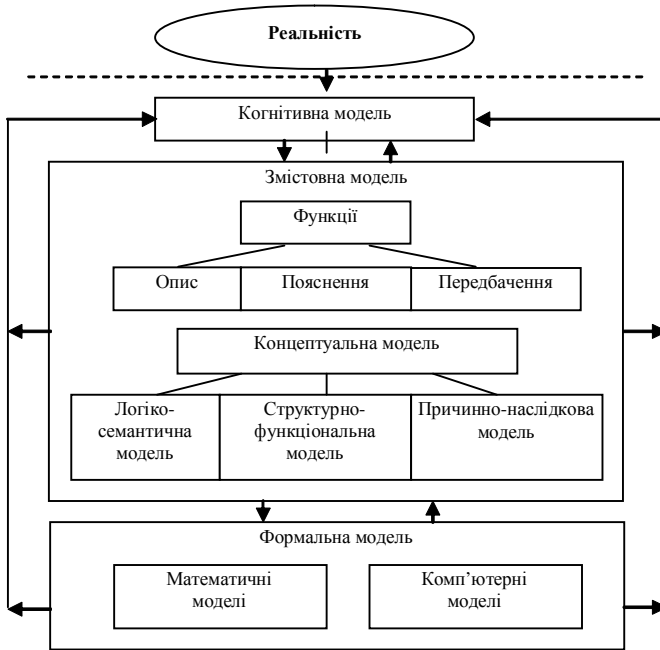 Реальність
Когнітивна модель
Змістовна модель
Функції
Опис
Пояснення
Передбачення
Концептуальна модель
Логіко-
семантична
модель
Структурно-
функціональна
модель
Причинно-наслідкова
модель
Формальна модель
Математичні
моделі
Комп’ютерні
моделі